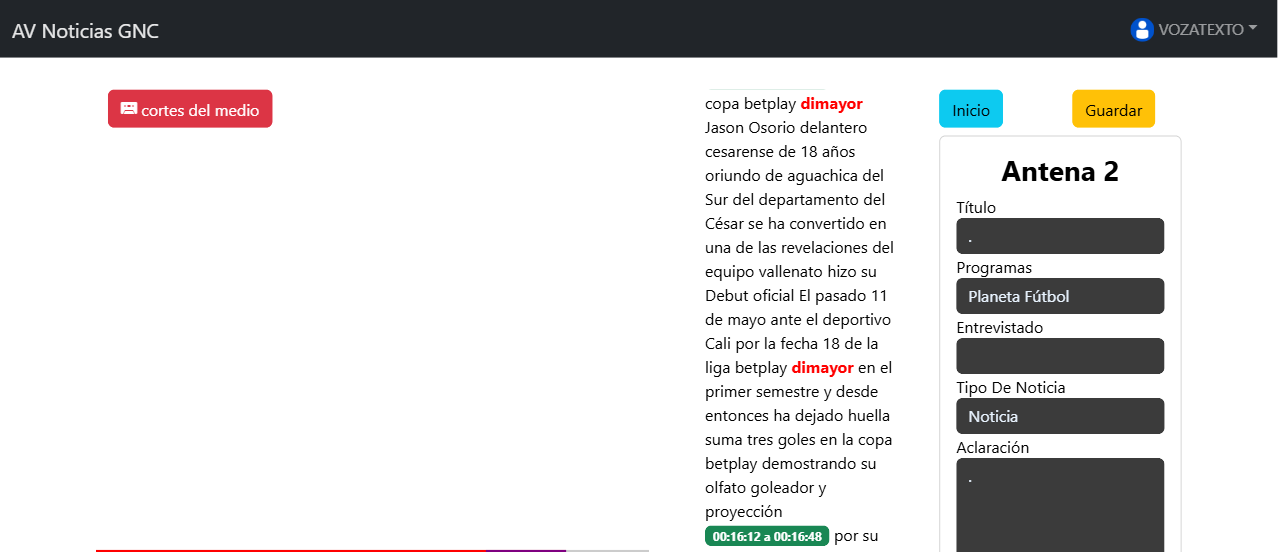 AV Noticias GNC
VOZATEXTO
cortes del medio
copa betplay dimayor
Jason Osorio delantero
cesarense de 18 años
oriundo de aguachica del
Sur del departamento del
César se ha convertido en
una de las revelaciones del
equipo vallenato hizo su
Debut oficial El pasado 11
de mayo ante el deportivo
Cali por la fecha 18 de la
liga betplay dimayor en el
primer semestre y desde
entonces ha dejado huella
suma tres goles en la copa
betplay demostrando su
olfato goleador y
proyección
00:16:12 a 00:16:48 por su
Inicio
Guardar
Antena 2
Título
.
Programas
Planeta Fútbol
Entrevistado
Tipo De Noticia
Noticia
Aclaración
.